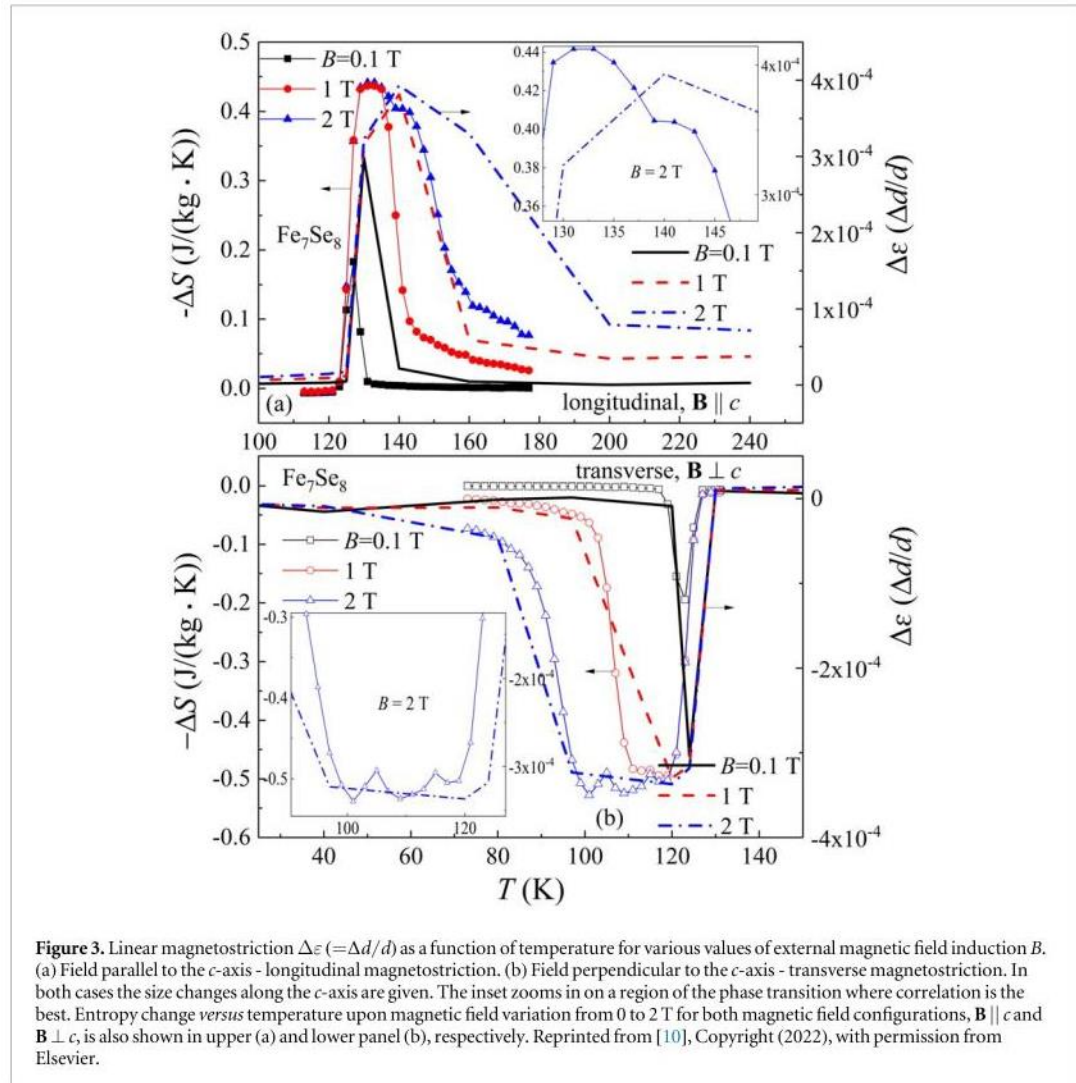 0.5
0.4
0.3
0.2
0.1
0.0
-ΔS (J/(kg · K))
B=0.1 T
1 T
2 T
Fe₇Se₈
0.44
0.42
0.40
0.38
0.36
4x10⁻⁴
3x10⁻⁴
B = 2 T
130 135 140 145
4x10⁻⁴
3x10⁻⁴
2x10⁻⁴
1x10⁻⁴
0
Δε (Δd/d)
B=0.1 T
1 T
2 T
(a)
longitudinal, B || c
100 120 140 160 180 200 220 240
Fe₇Se₈
transverse, B ⊥ c
0.0
-0.1
-0.2
-0.3
-0.4
-0.5
-0.6
−ΔS (J/(kg · K))
B=0.1 T
1 T
2 T
-0.3
-0.4
-0.5
B = 2 T
-2x10⁻⁴
-3x10⁻⁴
100 120
0
-2x10⁻⁴
-4x10⁻⁴
Δε (Δd/d)
B=0.1 T
1 T
2 T
(b)
40 60 80 100 120 140
T (K)
Figure 3. Linear magnetostriction Δε (=Δd/d) as a function of temperature for various values of external magnetic field induction B.
(a) Field parallel to the c-axis - longitudinal magnetostriction. (b) Field perpendicular to the c-axis - transverse magnetostriction. In
both cases the size changes along the c-axis are given. The inset zooms in on a region of the phase transition where correlation is the
best. Entropy change versus temperature upon magnetic field variation from 0 to 2 T for both magnetic field configurations, B || c and
B ⊥ c, is also shown in upper (a) and lower panel (b), respectively. Reprinted from [10], Copyright (2022), with permission from
Elsevier.